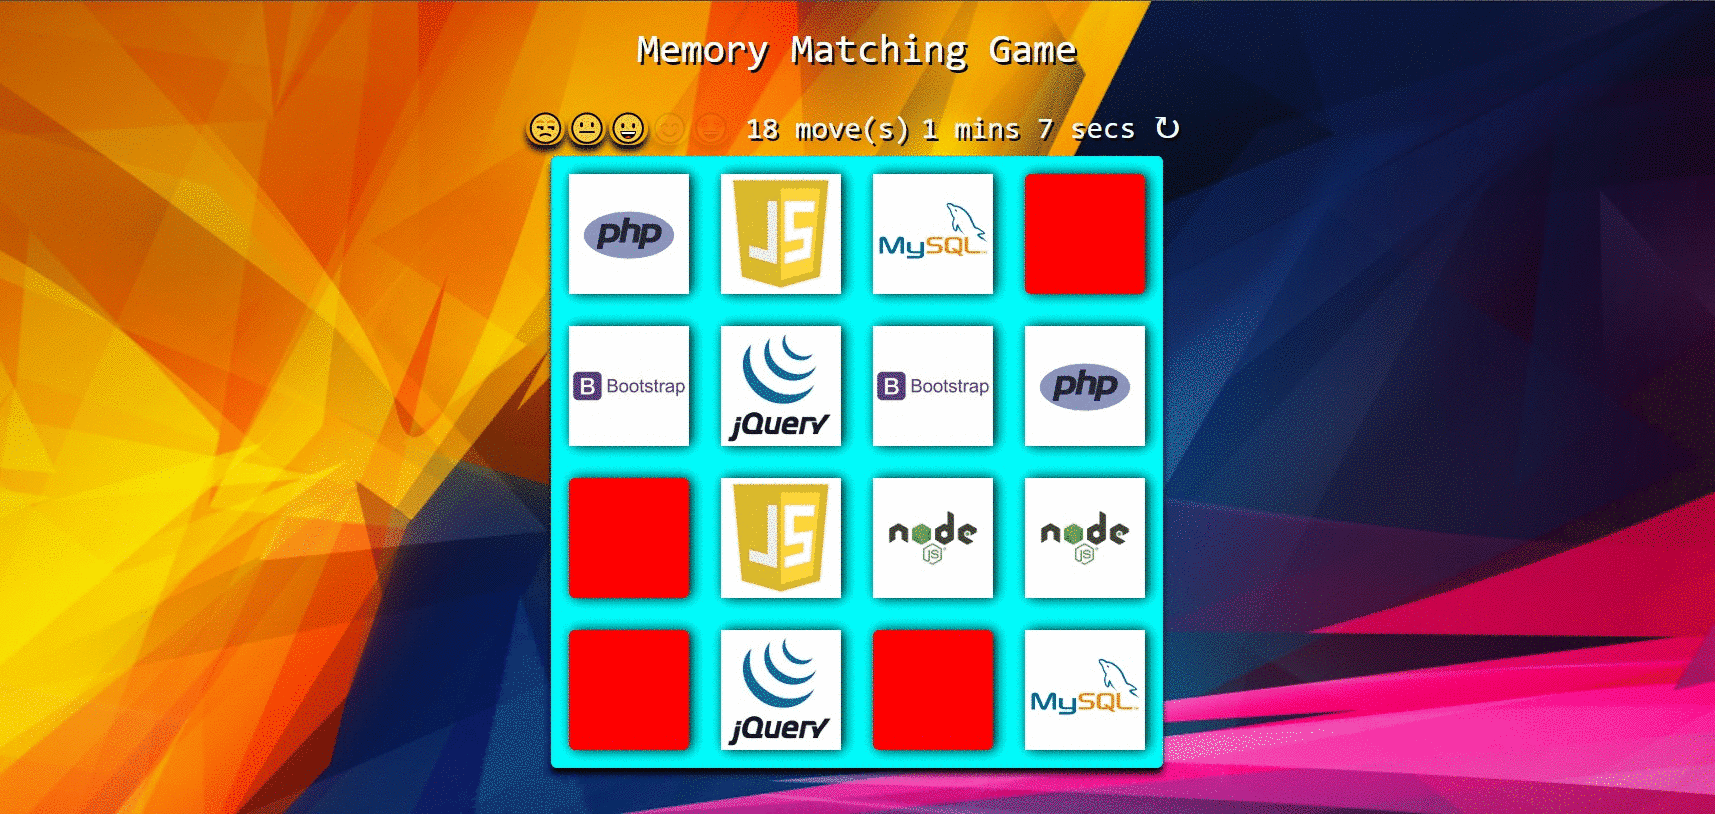 Memory Matching Game
18 move(s) 1 mins 7 secs
php
JS
MySQL
B Bootstrap
jQuery
B Bootstrap
php
JS
node
JS
node
JS
jQuery
MySQL